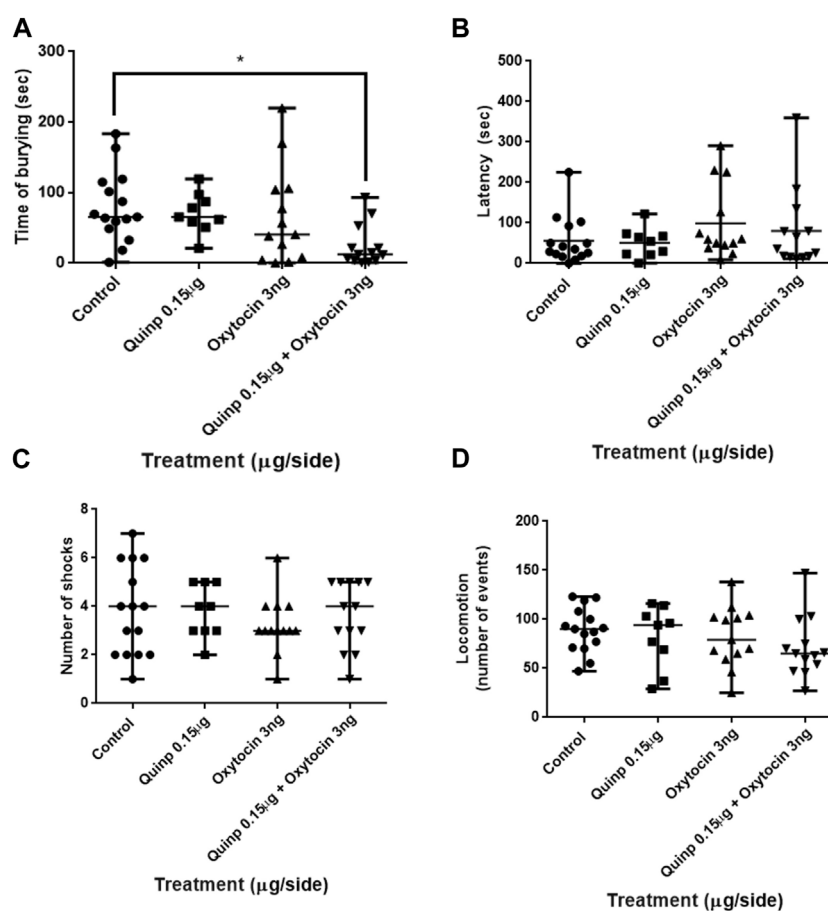 A
300
200
100
0
Time of burying (sec)
*
Control
Quinp 0.15µg
Oxytocin 3ng
Quinp 0.15µg + Oxytocin 3ng
Treatment (µg/side)
B
500
400
300
200
100
0
Latency (sec)
Control
Quinp 0.15µg
Oxytocin 3ng
Quinp 0.15µg + Oxytocin 3ng
Treatment (µg/side)
C
8
6
4
2
0
Number of shocks
Control
Quinp 0.15µg
Oxytocin 3ng
Quinp 0.15µg + Oxytocin 3ng
Treatment (µg/side)
D
200
150
100
50
0
Locomotion
(number of events)
Control
Quinp 0.15µg
Oxytocin 3ng
Quinp 0.15µg + Oxytocin 3ng
Treatment (µg/side)